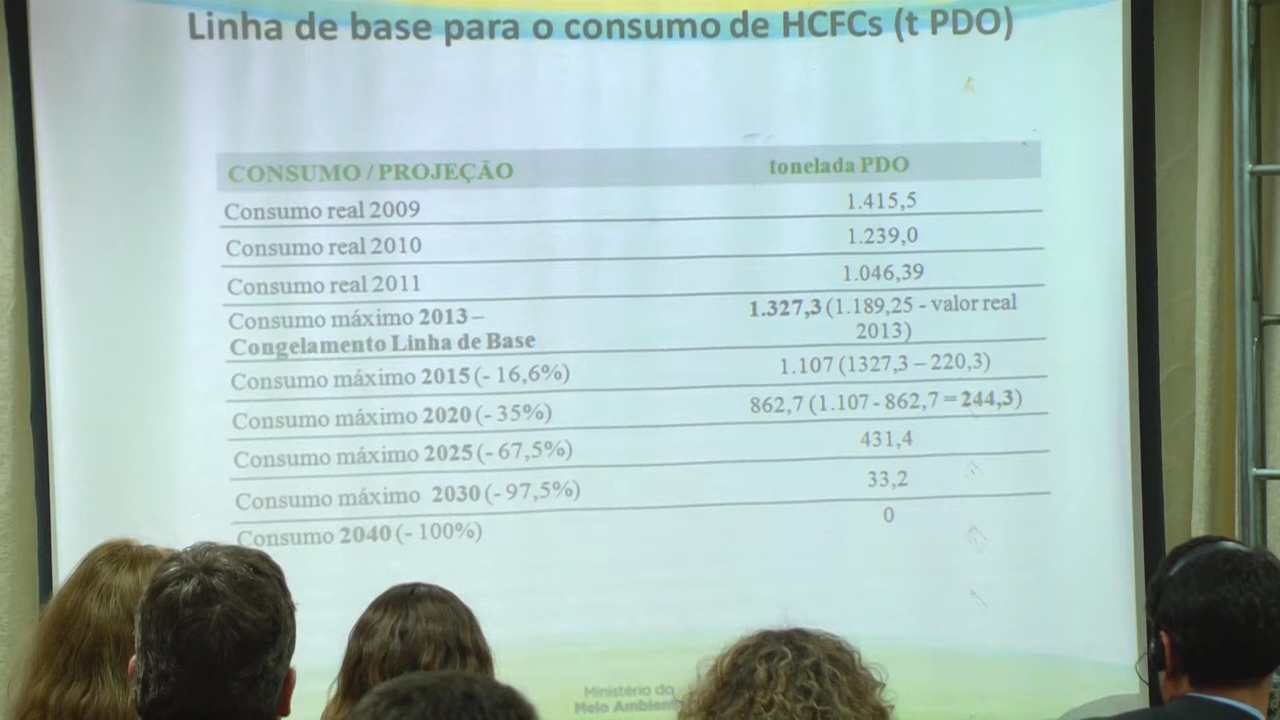 Linha de base para o consumo de HCFCs (t PDO)
CONSUMO / PROJEÇÃO tonelada PDO
Consumo real 2009 1.415,5
Consumo real 2010 1.239,0
Consumo real 2011 1.046,39
Consumo máximo 2013 – 1.327,3 (1.189,25 - valor real
Congelamento Linha de Base 2013)
Consumo máximo 2015 (- 16,6%) 1.107 (1327,3 – 220,3)
Consumo máximo 2020 (- 35%) 862,7 (1.107 - 862,7 = 244,3)
Consumo máximo 2025 (- 67,5%) 431,4
Consumo máximo 2030 (- 97,5%) 33,2
Consumo 2040 (- 100%) 0
Ministério do
Meio Ambiente